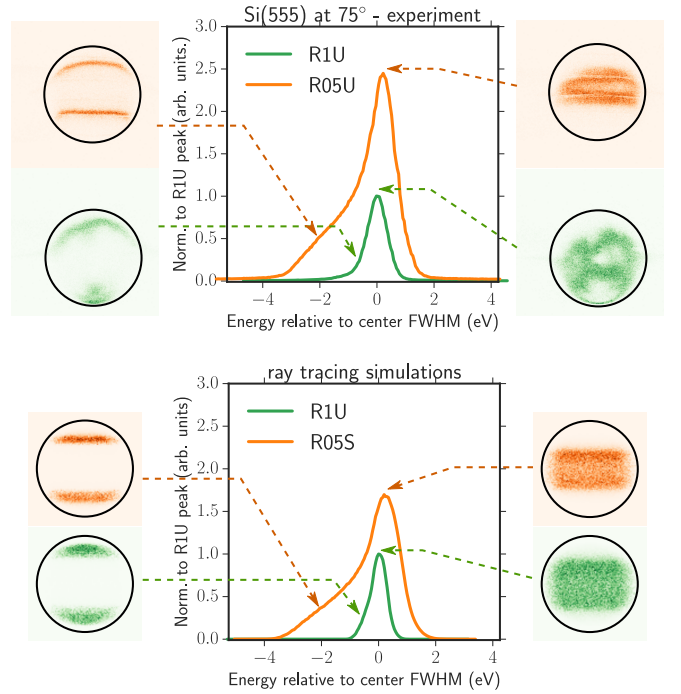 Si(555) at 75° - experiment
Norm. to R1U peak (arb. units.)
3.0
2.5
2.0
1.5
1.0
0.5
0.0
R1U
R05U
−4 −2 0 2 4
Energy relative to center FWHM (eV)
ray tracing simulations
Norm. to R1U peak (arb. units)
3.0
2.5
2.0
1.5
1.0
0.5
0.0
R1U
R05S
−4 −2 0 2 4
Energy relative to center FWHM (eV)